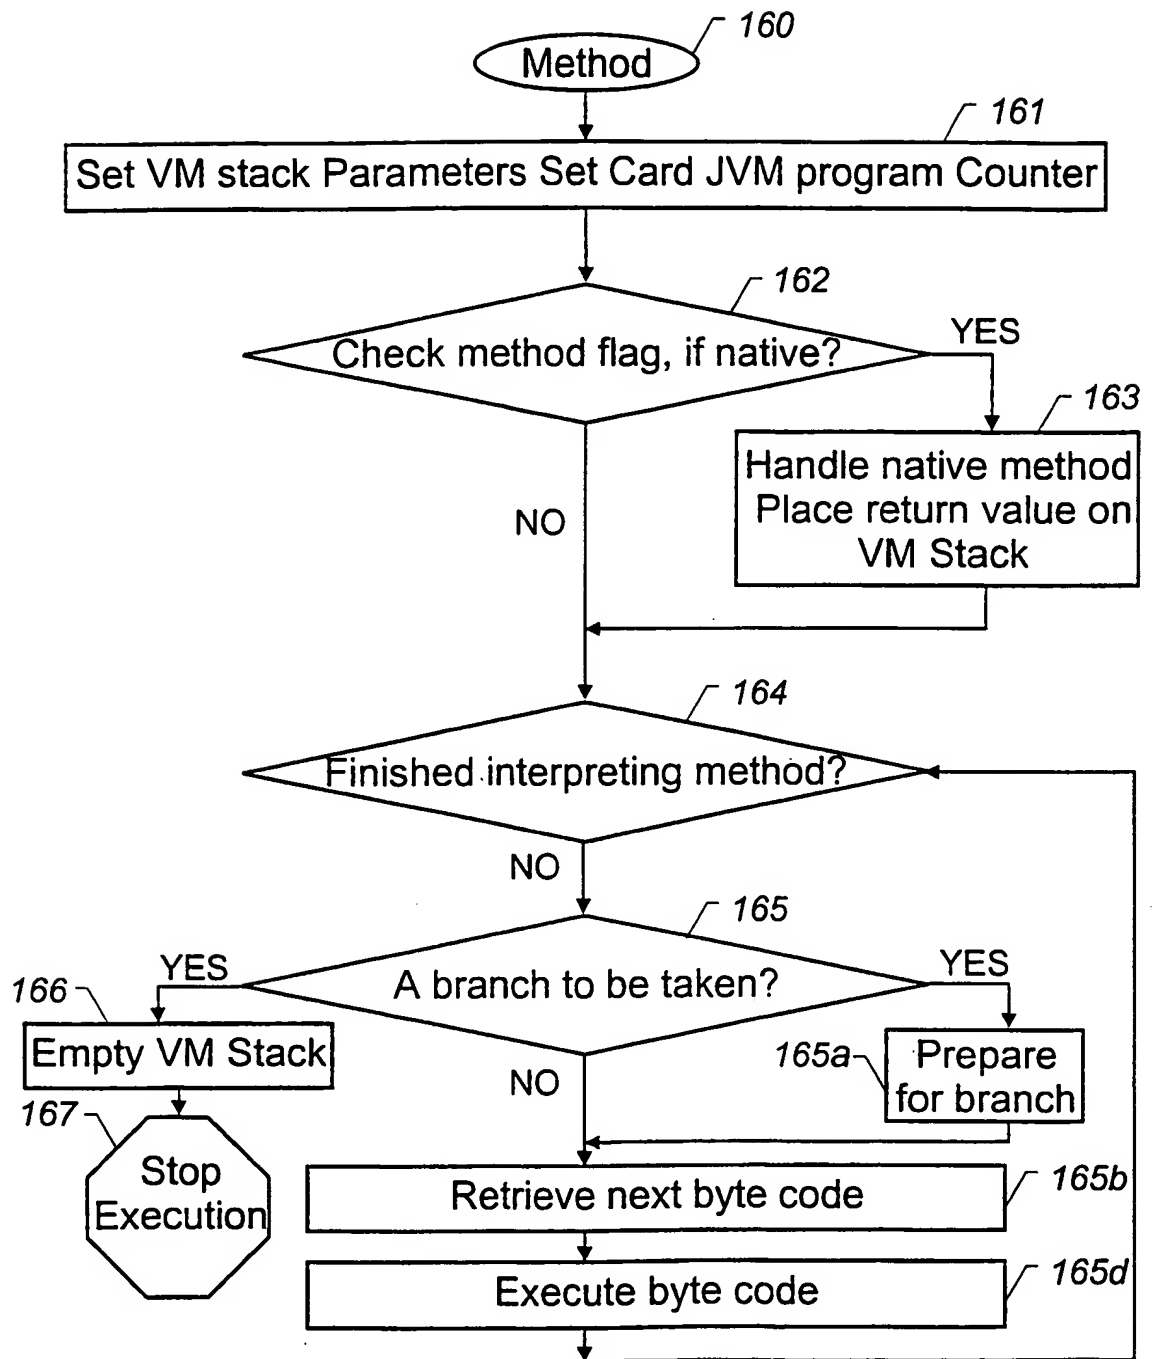 160
Method
161
Set VM stack Parameters Set Card JVM program Counter
162
Check method flag, if native?
YES
163
Handle native method
Place return value on
VM Stack
NO
164
Finished interpreting method?
NO
165
A branch to be taken?
YES
YES
166
Empty VM Stack
165a
Prepare
for branch
NO
167
Stop
Execution
Retrieve next byte code
165b
Execute byte code
165d